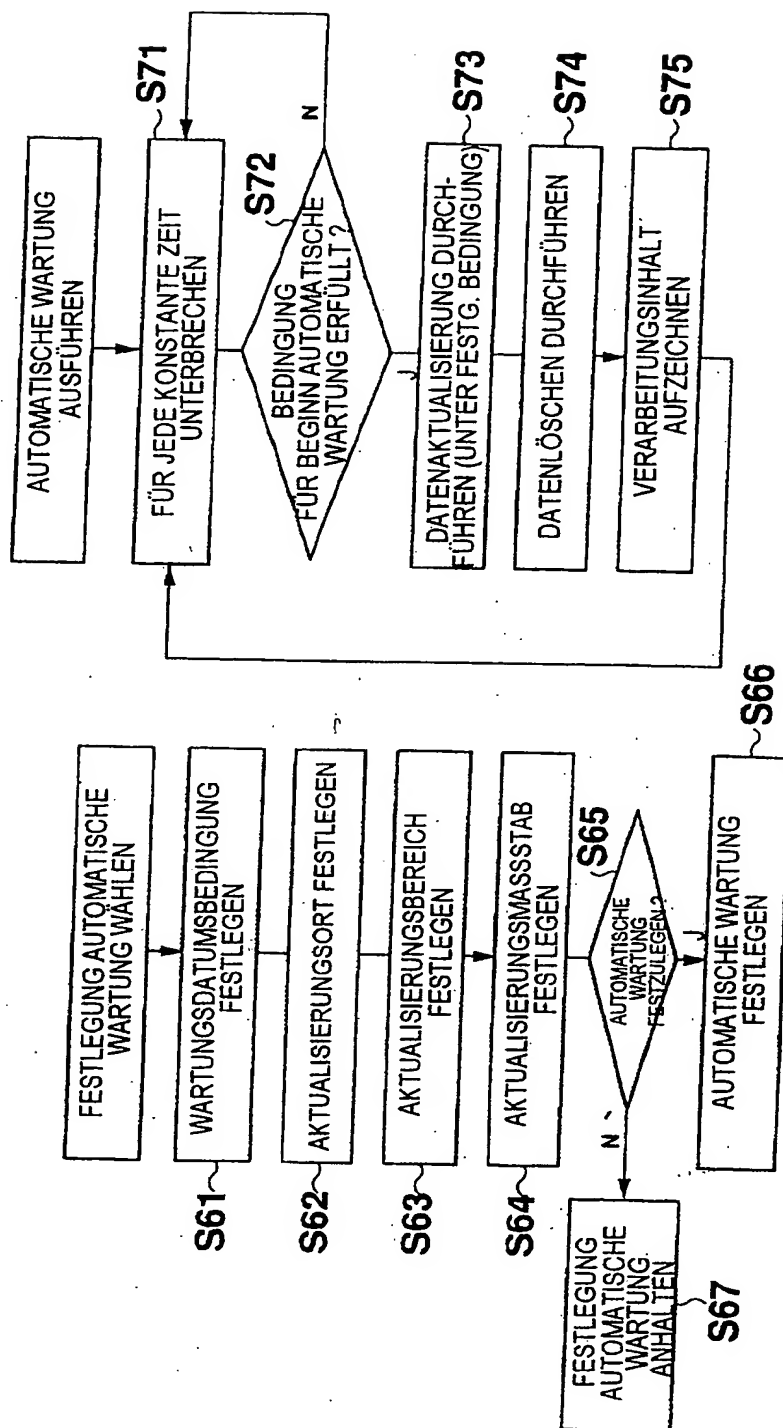 FESTLEGUNG AUTOMATISCHE
WARTUNG WÄHLEN
WARTUNGSDATUMSBEDINGUNG
FESTLEGEN
S61
AKTUALISIERUNGSORT FESTLEGEN
S62
AKTUALISIERUNGSBEREICH
FESTLEGEN
S63
AKTUALISIERUNGSMASSSTAB
FESTLEGEN
S64
AUTOMATISCHE
WARTUNG
FESTZULEGEN?
S65
N
J
AUTOMATISCHE WARTUNG
FESTLEGEN
S66
FESTLEGUNG
AUTOMATISCHE
WARTUNG.
ANHALTEN
S67
AUTOMATISCHE WARTUNG
AUSFÜHREN
FÜR JEDE KONSTANTE ZEIT
UNTERBRECHEN
S71
BEDINGUNG
FÜR BEGINN AUTOMATISCHE
WARTUNG ERFÜLLT?
S72
N
J
DATENAKTUALISIERUNG DURCH-
FÜHREN (UNTER FESTG. BEDINGUNG)
S73
DATENLÖSCHEN DURCHFÜHREN
S74
VERARBEITUNGSINHALT
AUFZEICHNEN
S75